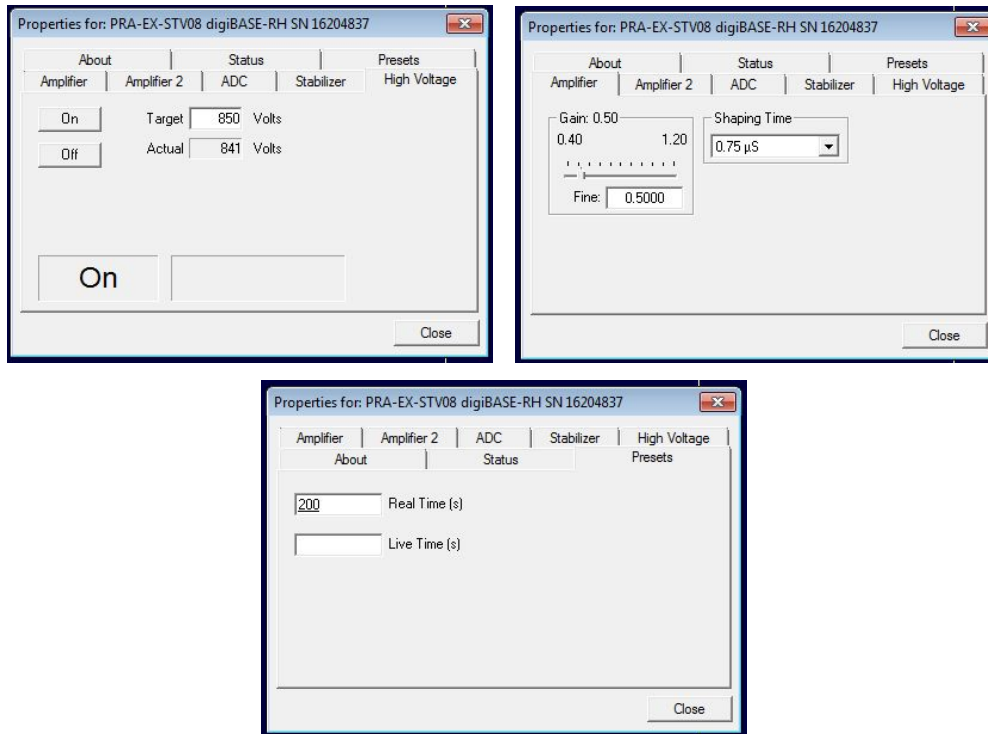 Properties for: PRA-EX-STV08 digiBASE-RH SN 16204837
About Status Presets
Amplifier Amplifier 2 ADC Stabilizer High Voltage
On Target 850 Volts
Off Actual 841 Volts
On
Close
Properties for: PRA-EX-STV08 digiBASE-RH SN 16204837
About Status Presets
Amplifier Amplifier 2 ADC Stabilizer High Voltage
Gain: 0.50 Shaping Time
0.40 1.20 0.75 µS
Fine: 0.5000
Close
Properties for: PRA-EX-STV08 digiBASE-RH SN 16204837
Amplifier Amplifier 2 ADC Stabilizer High Voltage
About Status Presets
200 Real Time (s)
Live Time (s)
Close